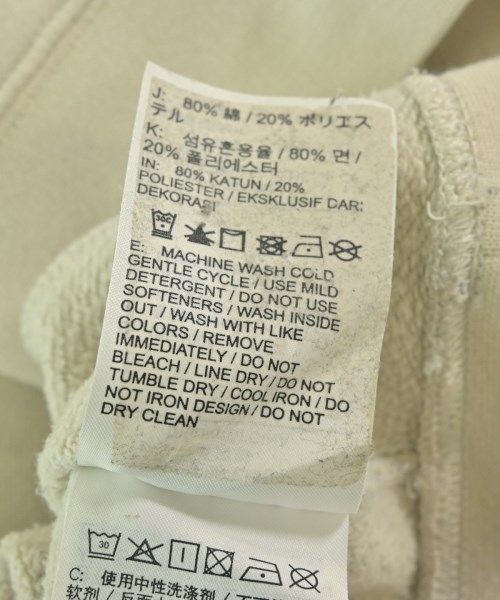 J: 80% 綿 / 20% ポリエス
テル
K: 섬유혼용율 / 80% 면 /
20% 폴리에스터
IN: 80% KATUN / 20%
POLIESTER / EKSKLUSIF DARI
DEKORASI
30C
E: MACHINE WASH COLD
GENTLE CYCLE / USE MILD
DETERGENT / DO NOT USE
SOFTENERS / WASH INSIDE
OUT / WASH WITH LIKE
COLORS / REMOVE
IMMEDIATELY / DO NOT
BLEACH / LINE DRY / DO NOT
TUMBLE DRY / COOL IRON / DO
NOT IRON DESIGN / DO NOT
DRY CLEAN
30
C: 使用中性洗涤剂 /
软剂 /